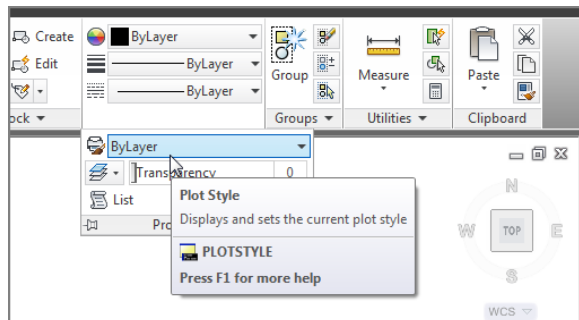 Create
ByLayer
Edit
ByLayer
ByLayer
Group
Measure
Paste
ock
Groups
Utilities
Clipboard
ByLayer
Transparency 0
List
Pro
Plot Style
Displays and sets the current plot style
PLOTSTYLE
Press F1 for more help
N
W
TOP
E
S
WCS